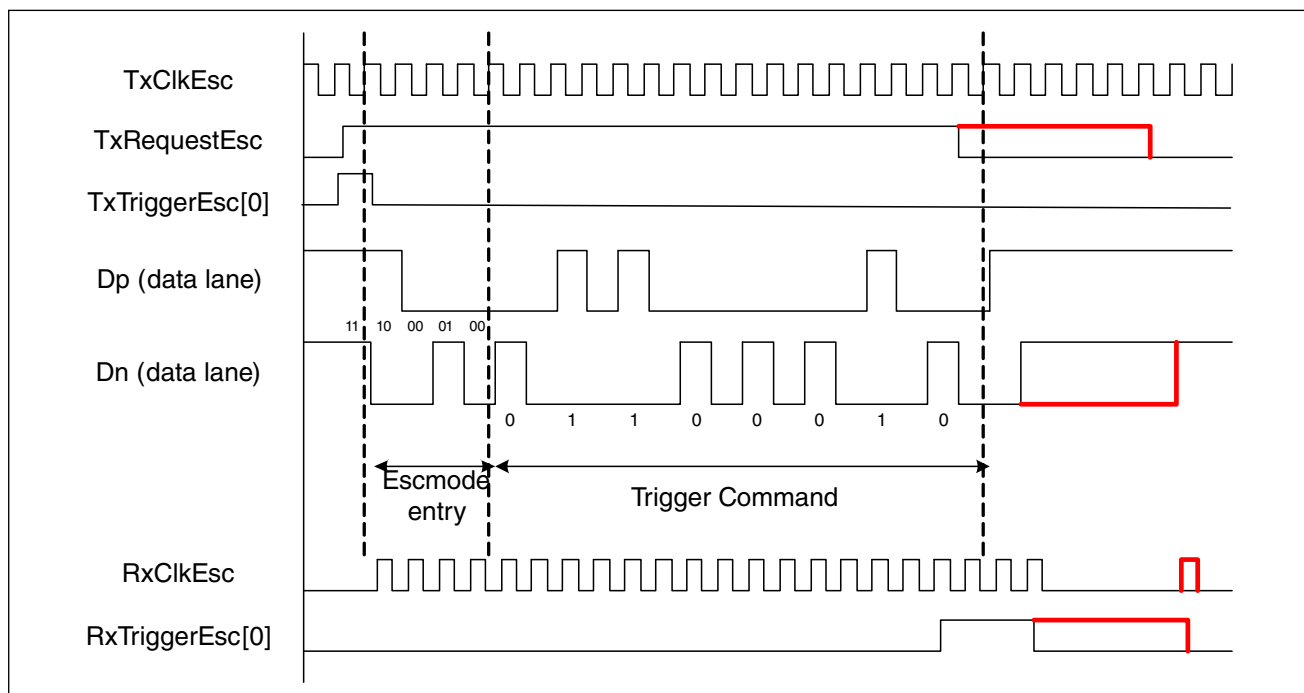 TxClkEsc
TxRequestEsc
TxTriggerEsc[0]
Dp (data lane)
11 10 00 01 00
Dn (data lane)
0 1 1 0 0 0 1 0
Escmode
entry
Trigger Command
RxClkEsc
RxTriggerEsc[0]